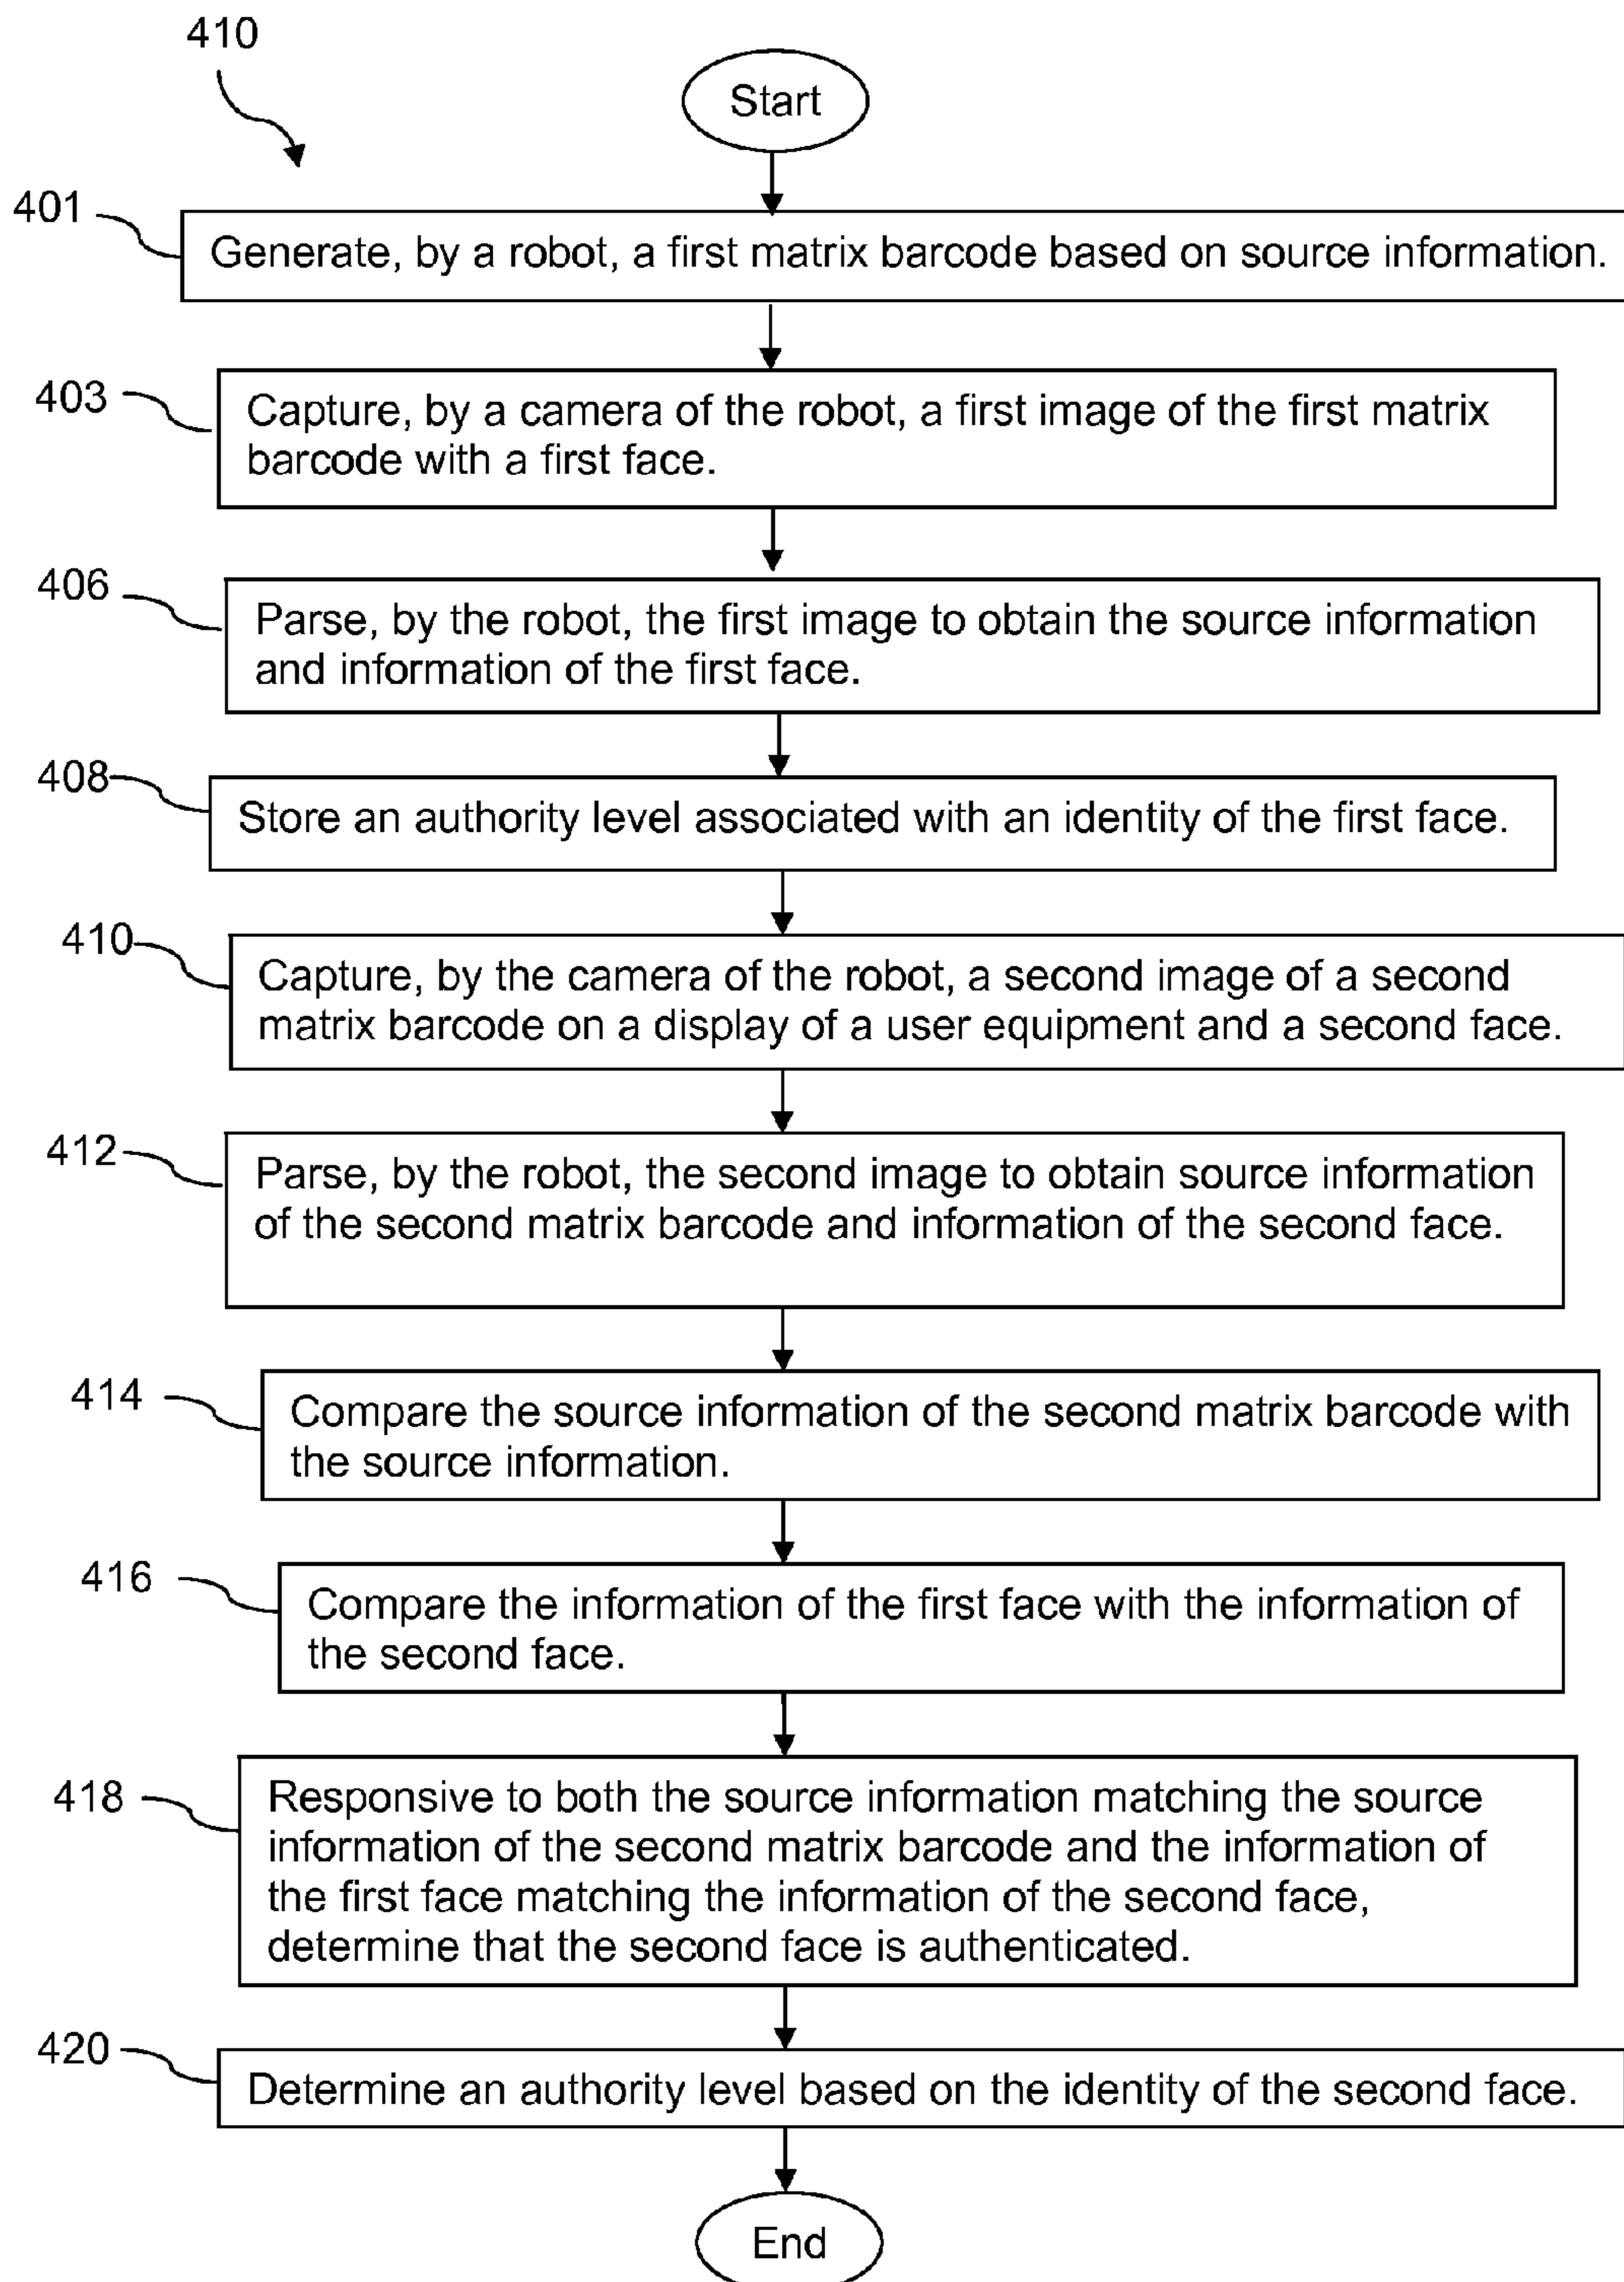 410
Start
401
Generate, by a robot, a first matrix barcode based on source information.
403
Capture, by a camera of the robot, a first image of the first matrix
barcode with a first face.
406
Parse, by the robot, the first image to obtain the source information
and information of the first face.
408
Store an authority level associated with an identity of the first face.
410
Capture, by the camera of the robot, a second image of a second
matrix barcode on a display of a user equipment and a second face.
412
Parse, by the robot, the second image to obtain source information
of the second matrix barcode and information of the second face.
414
Compare the source information of the second matrix barcode with
the source information.
416
Compare the information of the first face with the information of
the second face.
418
Responsive to both the source information matching the source
information of the second matrix barcode and the information of
the first face matching the information of the second face,
determine that the second face is authenticated.
420
Determine an authority level based on the identity of the second face.
End